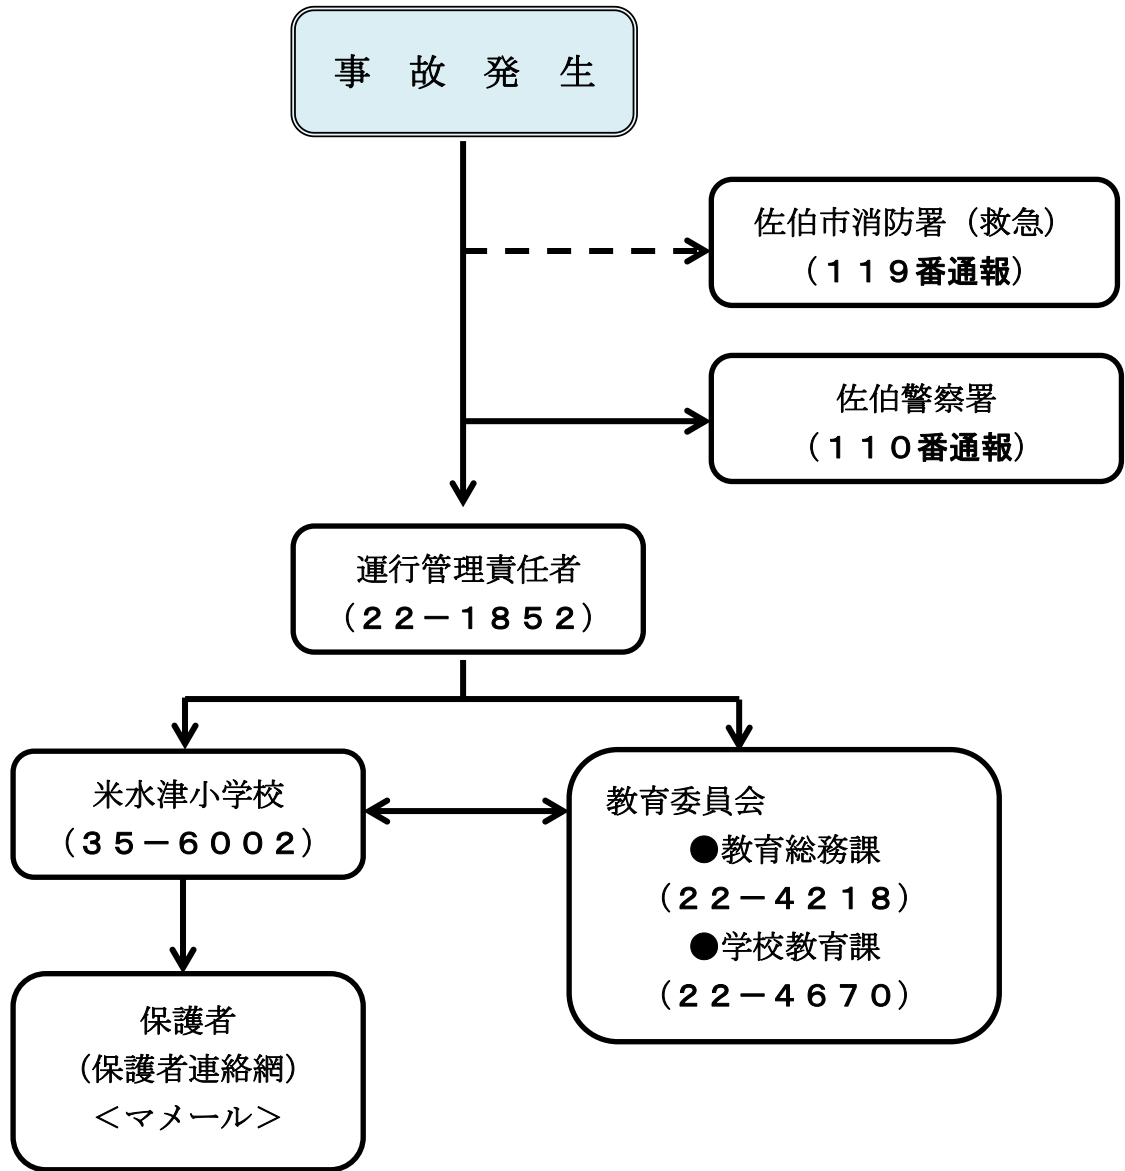 事　故　発　生
佐伯市消防署（救急）
（１１９番通報）
佐伯警察署
（１１０番通報）
運行管理責任者
（２２－１８５２）
米水津小学校
（３５－６００２）
教育委員会
●教育総務課
（２２－４２１８）
●学校教育課
（２２－４６７０）
保護者
（保護者連絡網）
＜マメール＞